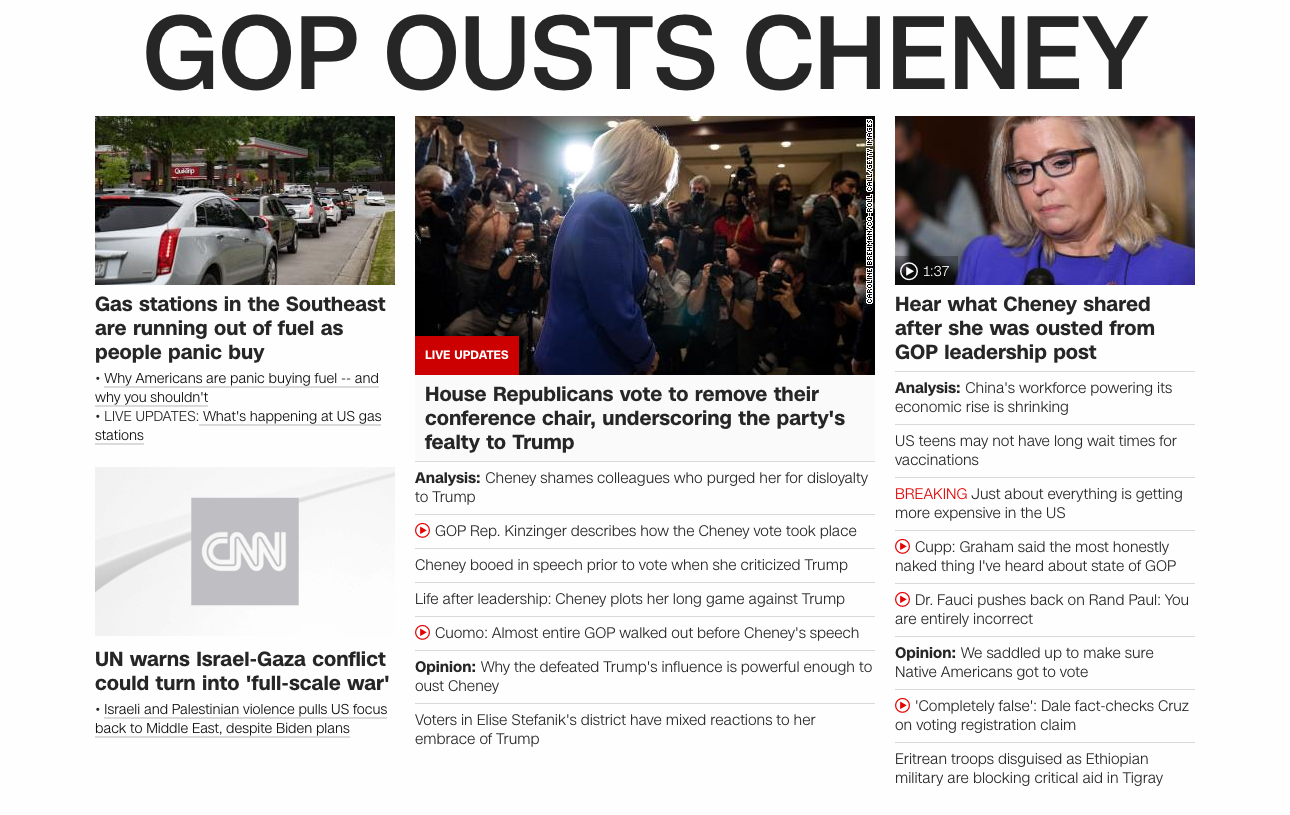 GOP OUSTS CHENEY
QuikTrip
Gas stations in the Southeast
are running out of fuel as
people panic buy
• Why Americans are panic buying fuel -- and
why you shouldn't
• LIVE UPDATES: What's happening at US gas
stations
CNN
UN warns Israel-Gaza conflict
could turn into 'full-scale war'
• Israeli and Palestinian violence pulls US focus
back to Middle East, despite Biden plans
CAROLINE BREHMAN/CQ-ROLL CALL/GETTY IMAGES
LIVE UPDATES
House Republicans vote to remove their
conference chair, underscoring the party's
fealty to Trump
Analysis: Cheney shames colleagues who purged her for disloyalty
to Trump
GOP Rep. Kinzinger describes how the Cheney vote took place
Cheney booed in speech prior to vote when she criticized Trump
Life after leadership: Cheney plots her long game against Trump
Cuomo: Almost entire GOP walked out before Cheney's speech
Opinion: Why the defeated Trump's influence is powerful enough to
oust Cheney
Voters in Elise Stefanik's district have mixed reactions to her
embrace of Trump
1:37
Hear what Cheney shared
after she was ousted from
GOP leadership post
Analysis: China's workforce powering its
economic rise is shrinking
US teens may not have long wait times for
vaccinations
BREAKING Just about everything is getting
more expensive in the US
Cupp: Graham said the most honestly
naked thing I've heard about state of GOP
Dr. Fauci pushes back on Rand Paul: You
are entirely incorrect
Opinion: We saddled up to make sure
Native Americans got to vote
'Completely false': Dale fact-checks Cruz
on voting registration claim
Eritrean troops disguised as Ethiopian
military are blocking critical aid in Tigray